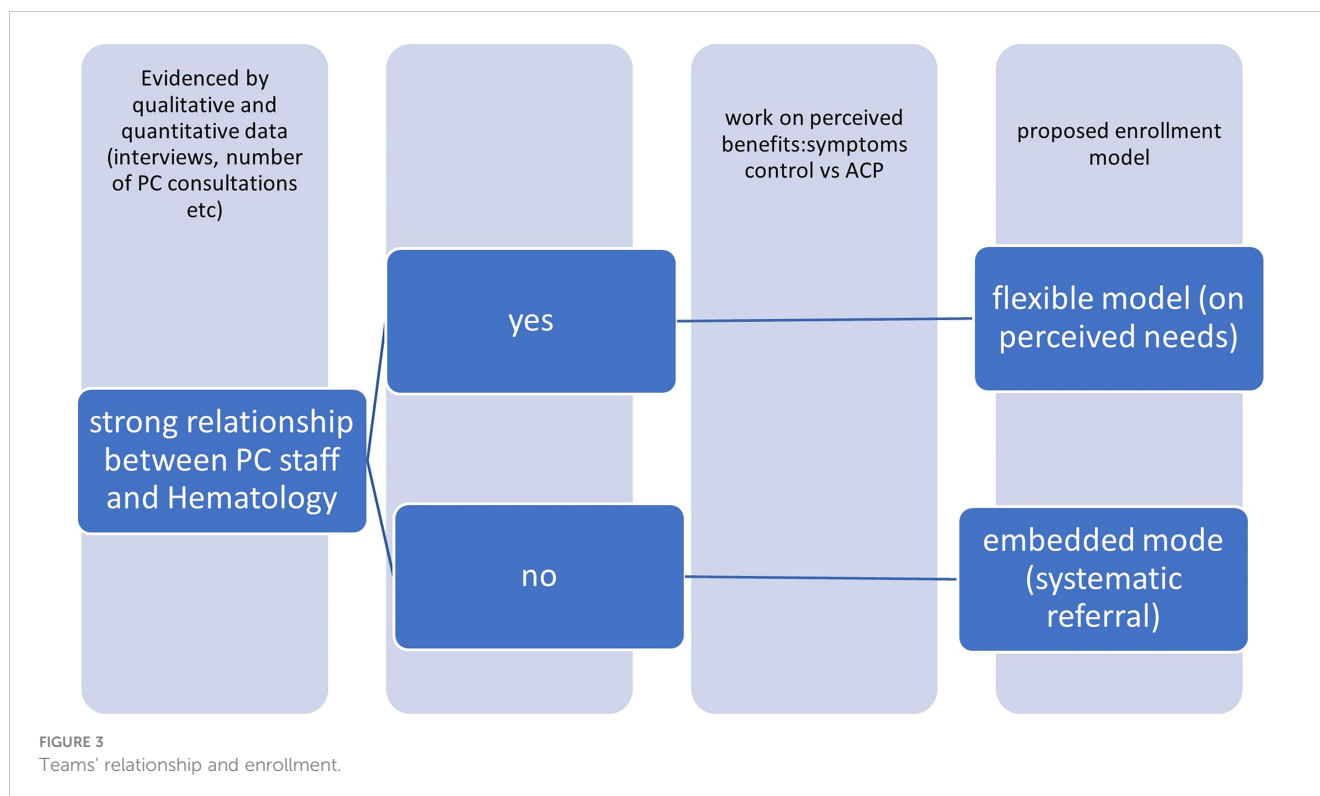 Evidenced by
qualitative and
quantitative data
(interviews, number
of PC consultations
etc)
work on perceived
benefits:symptoms
control vs ACP
proposed enrollment
model
strong relationship
between PC staff
and Hematology
yes
flexible model (on
perceived needs)
no
embedded mode
(systematic
referral)
FIGURE 3
Teams' relationship and enrollment.